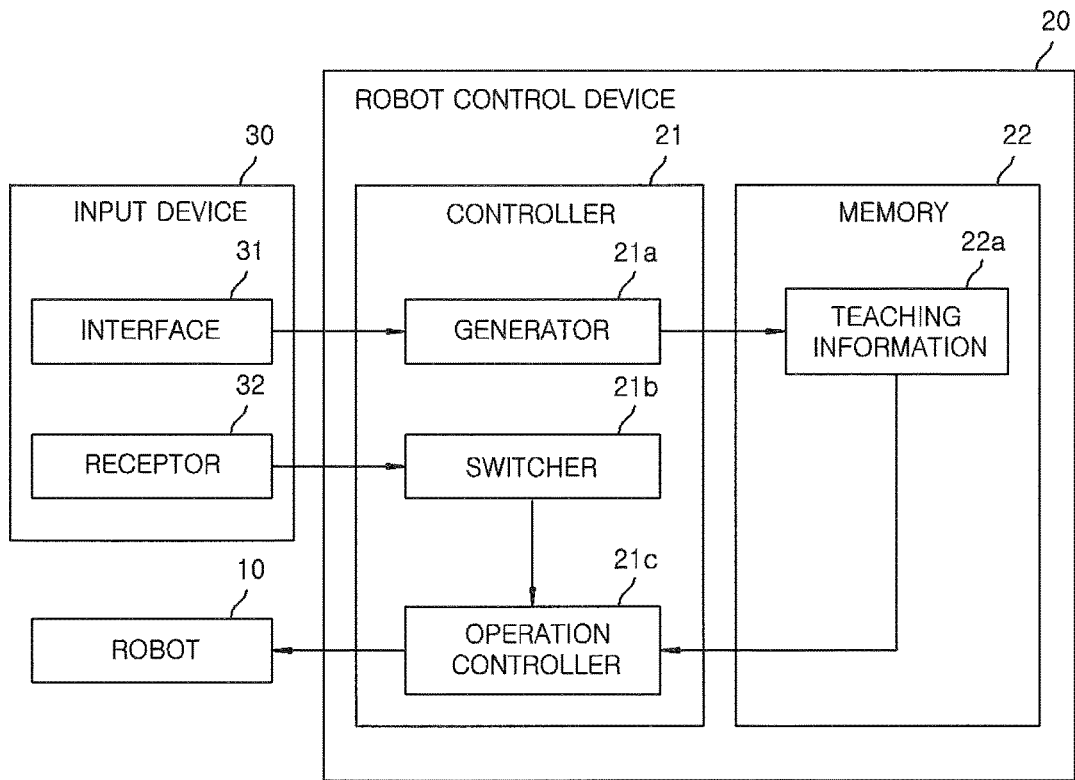 20
ROBOT CONTROL DEVICE
30
21
22
INPUT DEVICE
CONTROLLER
MEMORY
31
21a
22a
INTERFACE
GENERATOR
TEACHING
INFORMATION
32
21b
RECEPTOR
SWITCHER
10
21c
ROBOT
OPERATION
CONTROLLER